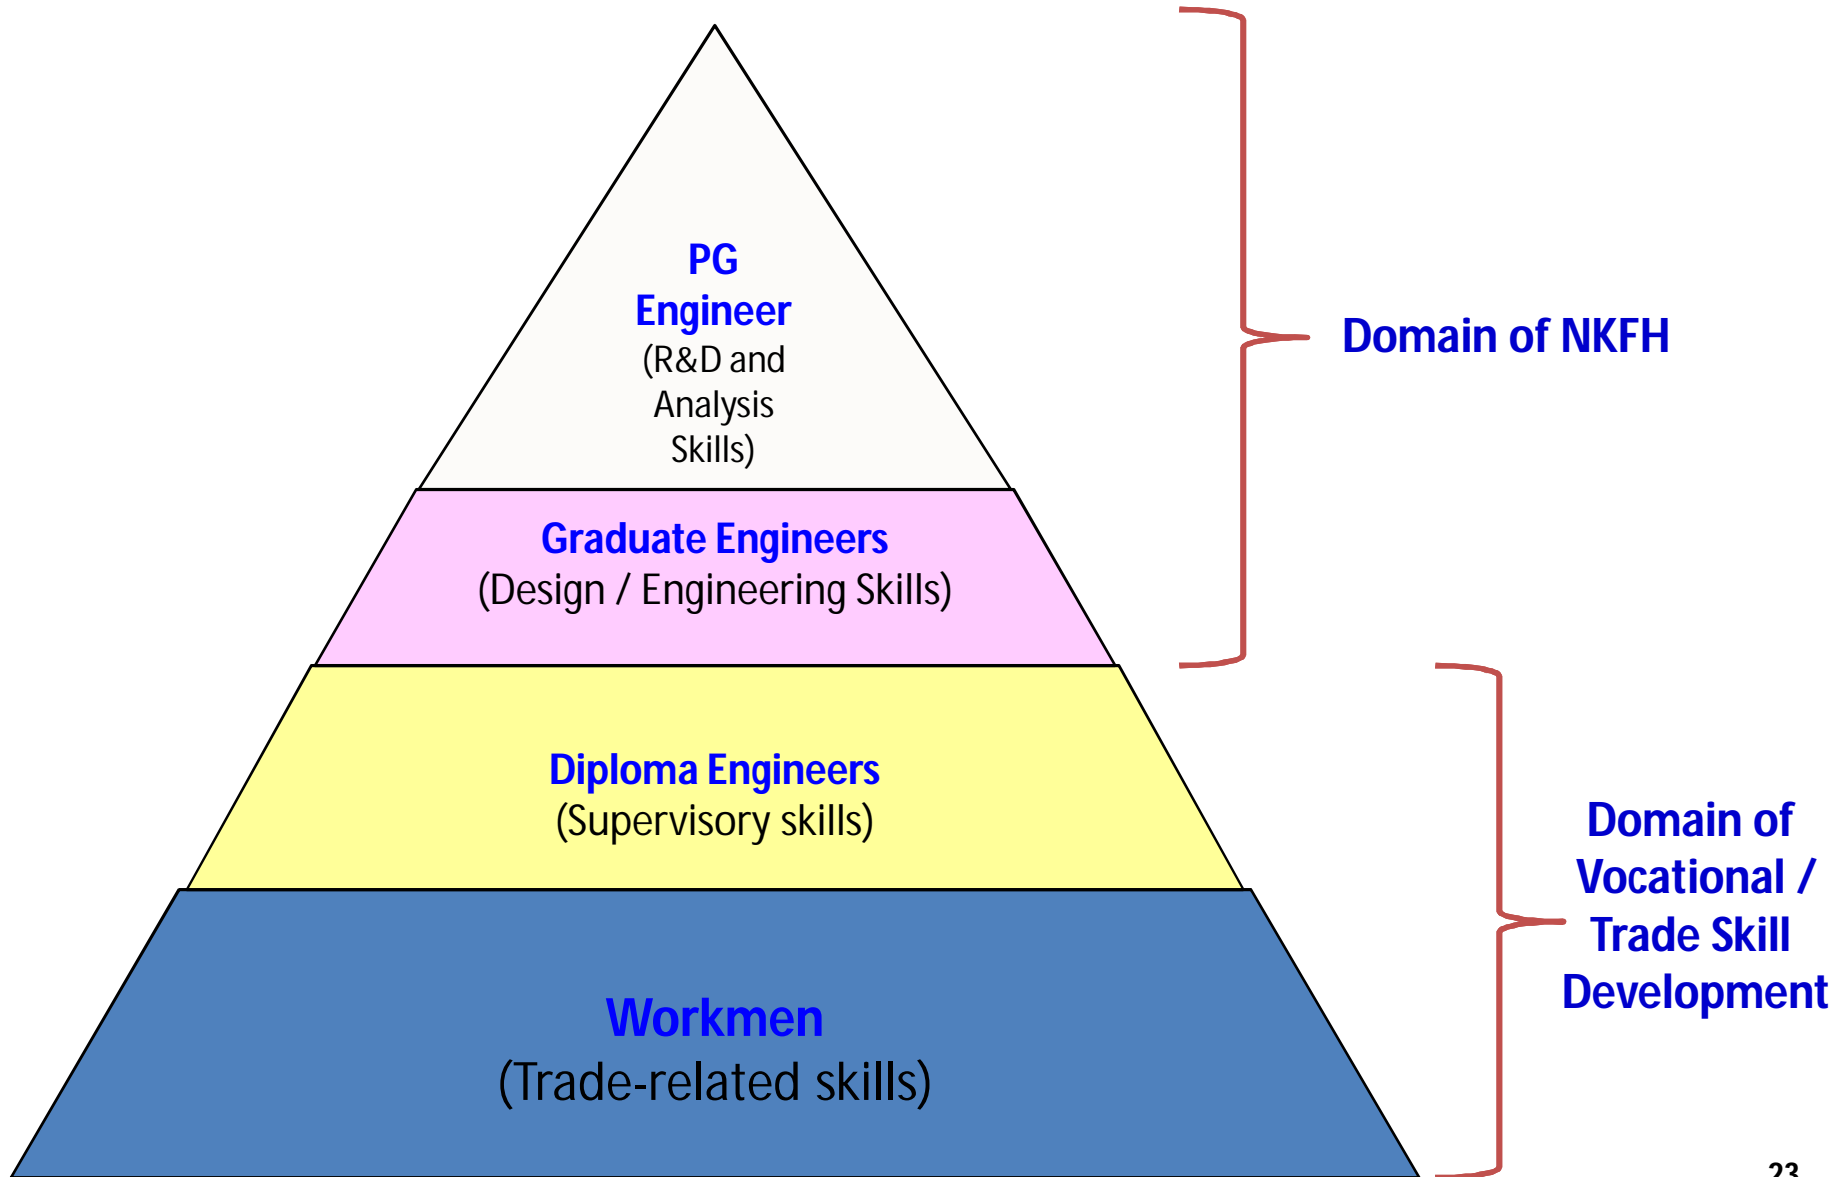 PG
Engineer
(R&D and
Analysis
Skills)
Domain of NKFH
Graduate Engineers
(Design / Engineering Skills)
Diploma Engineers
(Supervisory skills)
Domain of
Vocational /
Trade Skill
Development
Workmen
(Trade-related skills)
23